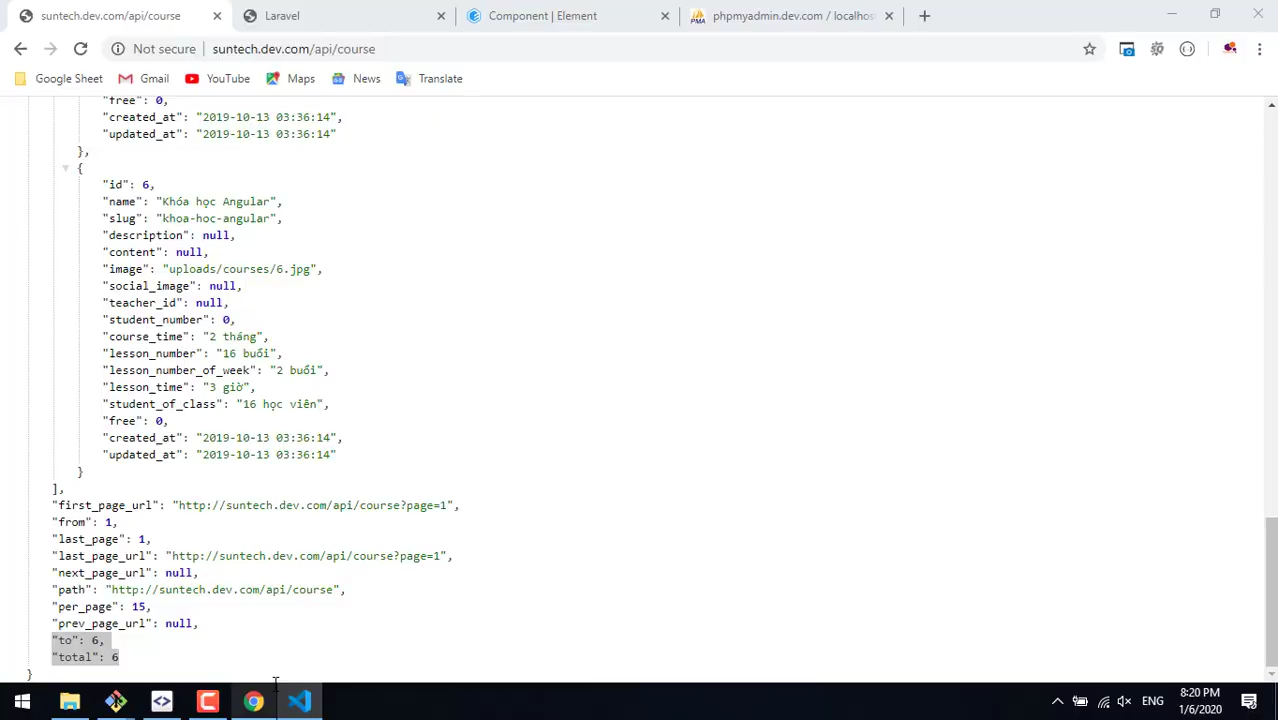 suntech.dev.com/api/course
Laravel
Component | Element
phpmyadmin.dev.com / localhos
Not secure
suntech.dev.com/api/course
Google Sheet
Gmail
YouTube
Maps
News
Translate
"free": 0,
"created_at": "2019-10-13 03:36:14",
"updated_at": "2019-10-13 03:36:14"
},
{
"id": 6,
"name": "Khóa học Angular",
"slug": "khoa-hoc-angular",
"description": null,
"content": null,
"image": "uploads/courses/6.jpg",
"social_image": null,
"teacher_id": null,
"student_number": 0,
"course_time": "2 tháng",
"lesson_number": "16 buổi",
"lesson_number_of_week": "2 buổi",
"lesson_time": "3 giờ",
"student_of_class": "16 học viên",
"free": 0,
"created_at": "2019-10-13 03:36:14",
"updated_at": "2019-10-13 03:36:14"
}
],
"first_page_url": "http://suntech.dev.com/api/course?page=1",
"from": 1,
"last_page": 1,
"last_page_url": "http://suntech.dev.com/api/course?page=1",
"next_page_url": null,
"path": "http://suntech.dev.com/api/course",
"per_page": 15,
"prev_page_url": null,
"to": 6,
"total": 6
}
ENG
8:20 PM
1/6/2020